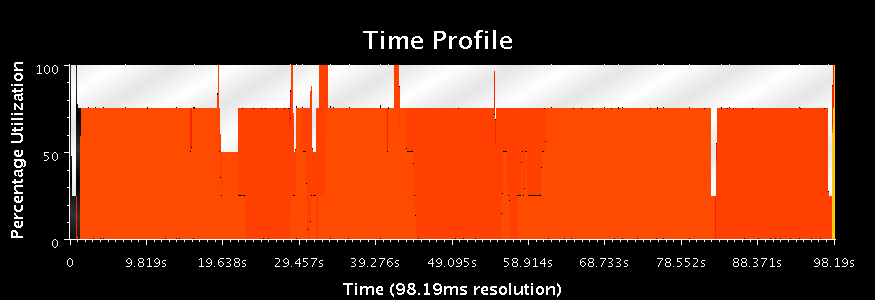 Time Profile
Percentage Utilization
100
50
0
0 9.819s 19.638s 29.457s 39.276s 49.095s 58.914s 68.733s 78.552s 88.371s 98.19s
Time (98.19ms resolution)